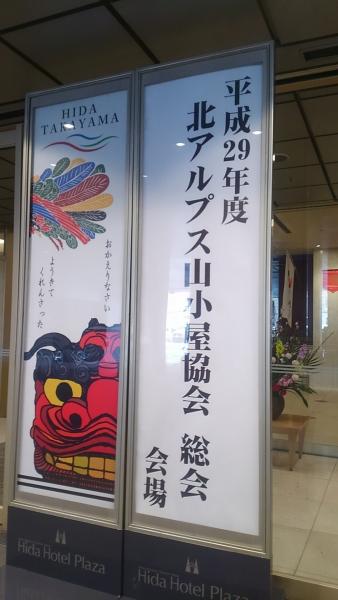 HIDA
TAKAYAMA
おかえりなさい
ようきて
くれんさった
Hida Hotel Plaza
平成29年度
北アルプス山小屋協会 総会
会場
Hida Hotel Plaza